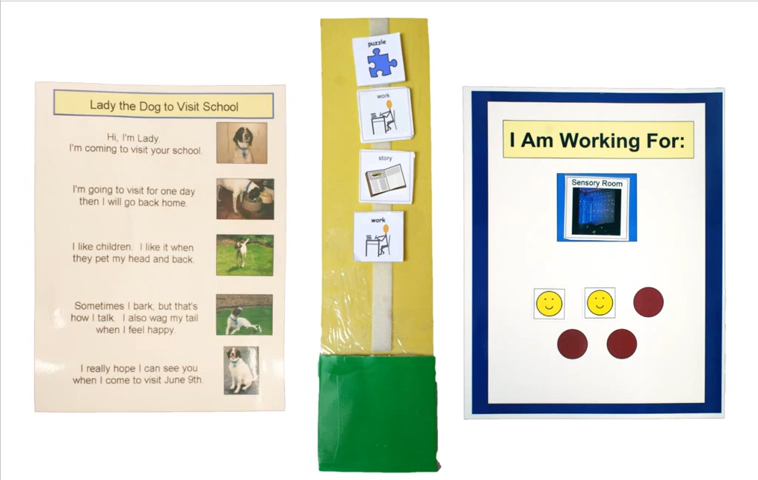 Lady the Dog to Visit School
Hi, I'm Lady.
I'm coming to visit your school.
I'm going to visit for one day
then I will go back home.
I like children. I like it when
they pet my head and back.
Sometimes I bark, but that's
how I talk. I also wag my tail
when I feel happy.
I really hope I can see you
when I come to visit June 9th.
puzzle
work
story
work
I Am Working For:
Sensory Room